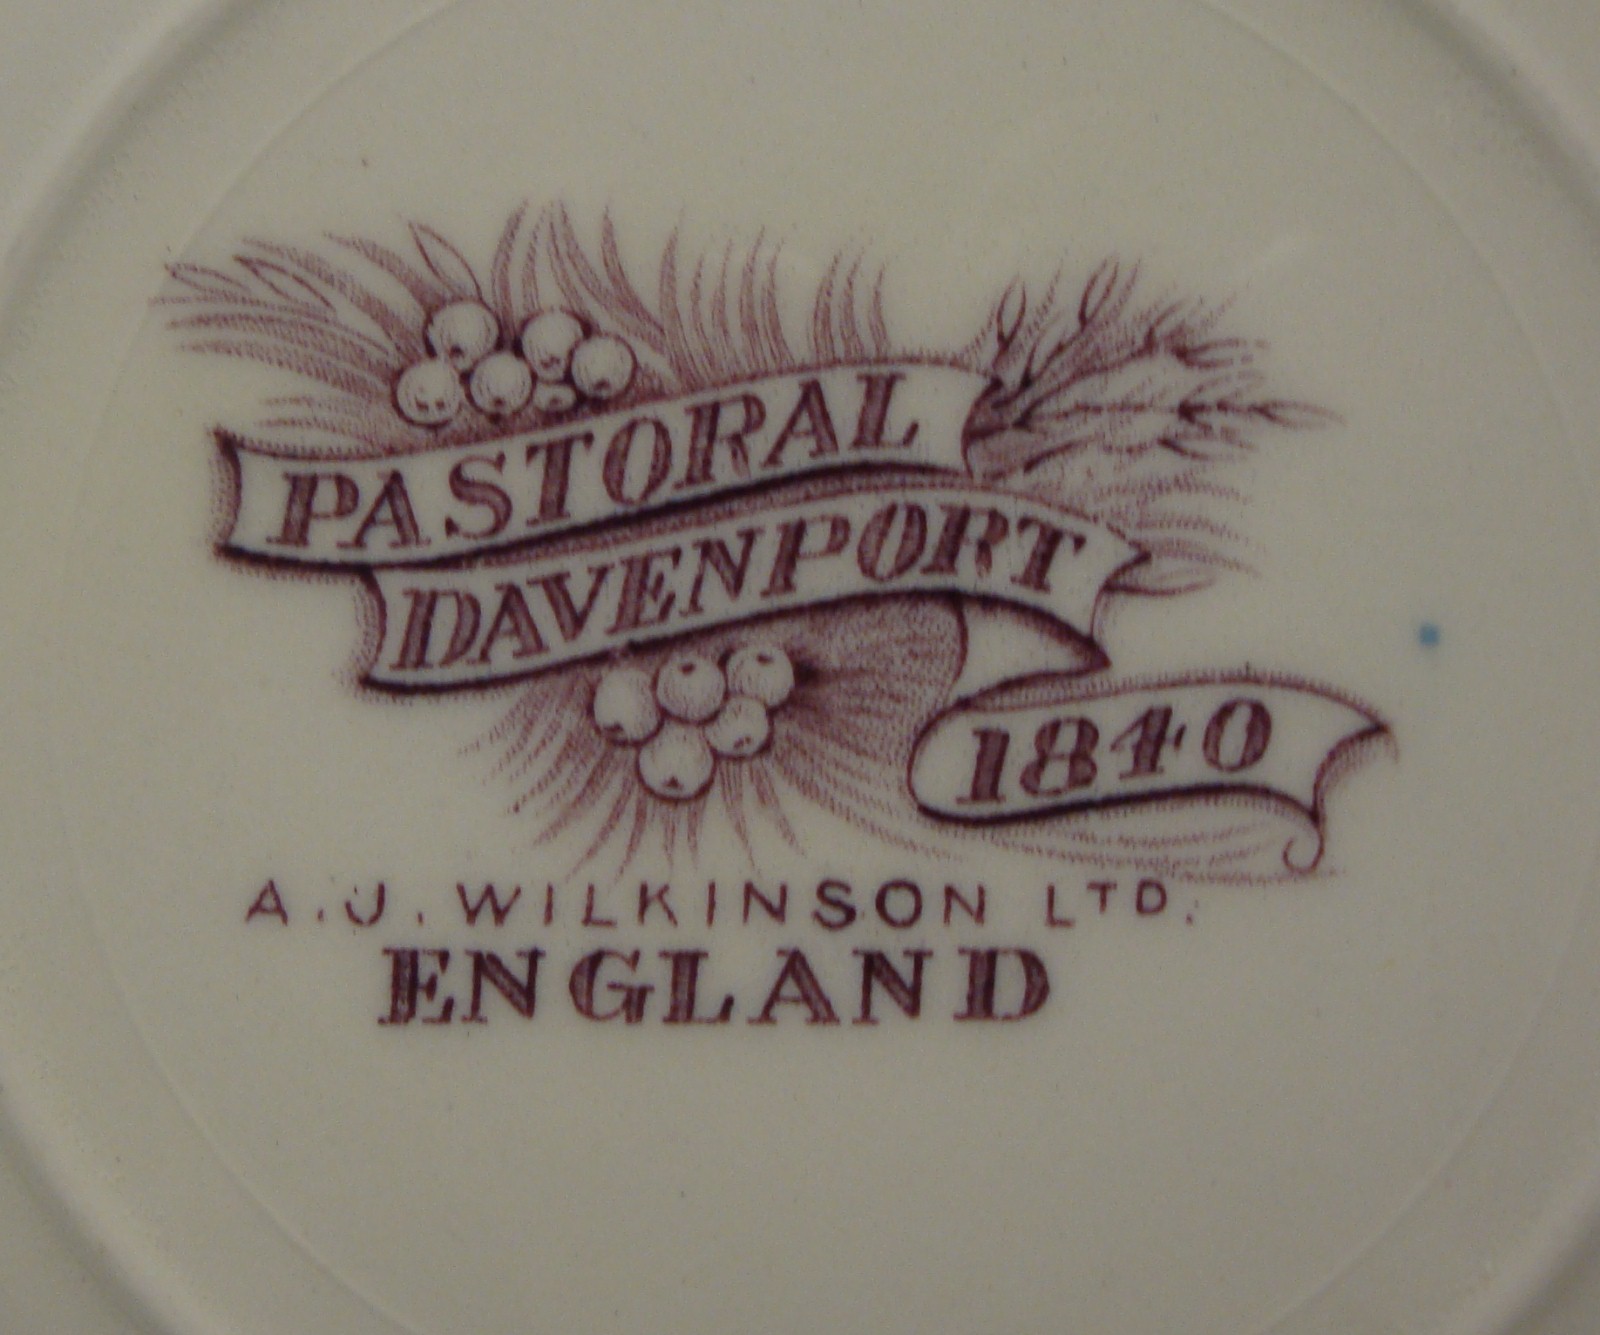 PASTORAL
DAVENPORT
1840
A.J. WILKINSON LTD.
ENGLAND